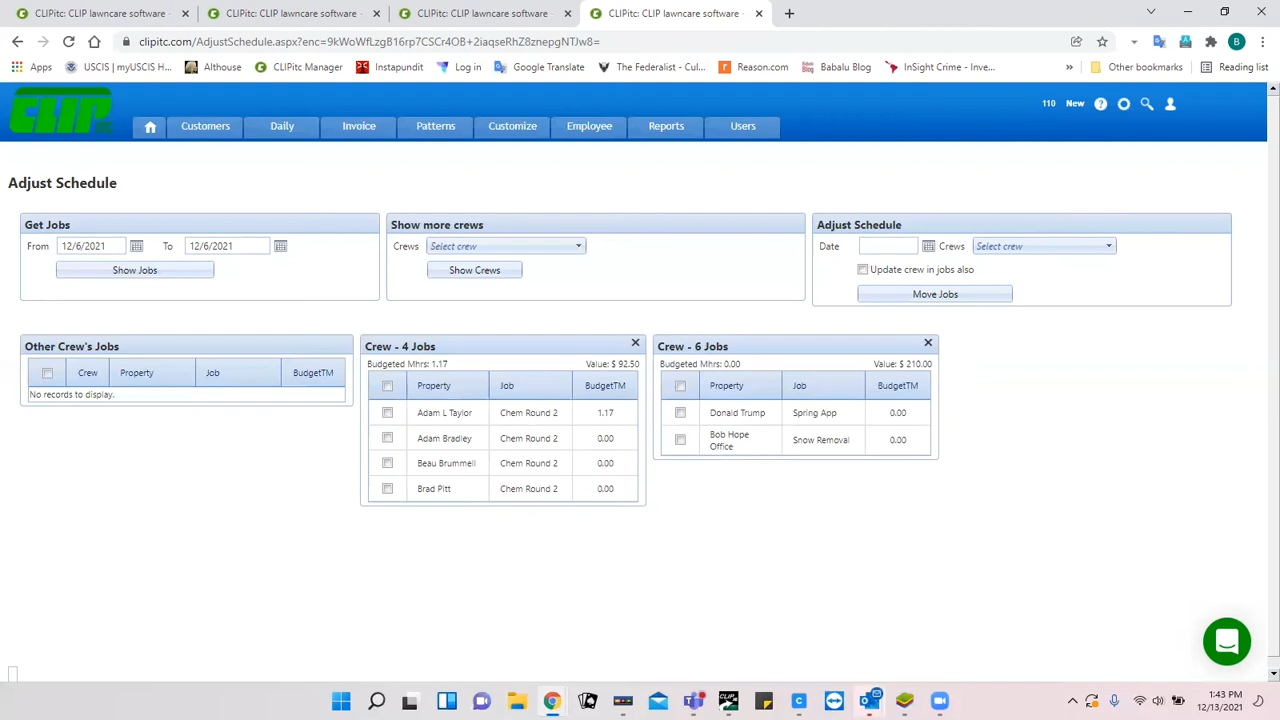 CLIPitc: CLIP lawncare software -
CLIPitc: CLIP lawncare software -
CLIPitc: CLIP lawncare software -
CLIPitc: CLIP lawncare software -
clipitc.com/AdjustSchedule.aspx?enc=9kWoWfLzgB16rp7CSCr4OB+2iaqseRhZ8znepgNTJw8=
B
Apps
USCIS | myUSCIS H...
Althouse
CLIPitc Manager
Instapundit
Log in
Google Translate
The Federalist - Cul...
Reason.com
Babalu Blog
InSight Crime - Inve...
»
Other bookmarks
Reading list
CLIP
110 New
Customers
Daily
Invoice
Patterns
Customize
Employee
Reports
Users
Adjust Schedule
Get Jobs
From 12/6/2021 To 12/6/2021
Show Jobs
Show more crews
Crews Select crew
Show Crews
Adjust Schedule
Date Crews Select crew
Update crew in jobs also
Move Jobs
Other Crew's Jobs
Crew Property Job BudgetTM
No records to display.
Crew - 4 Jobs
Budgeted Mhrs: 1.17 Value: $ 92.50
Property Job BudgetTM
Adam L Taylor Chem Round 2 1.17
Adam Bradley Chem Round 2 0.00
Beau Brummell Chem Round 2 0.00
Brad Pitt Chem Round 2 0.00
Crew - 6 Jobs
Budgeted Mhrs: 0.00 Value: $ 210.00
Property Job BudgetTM
Donald Trump Spring App 0.00
Bob Hope
Office Snow Removal 0.00
1:43 PM
12/13/2021